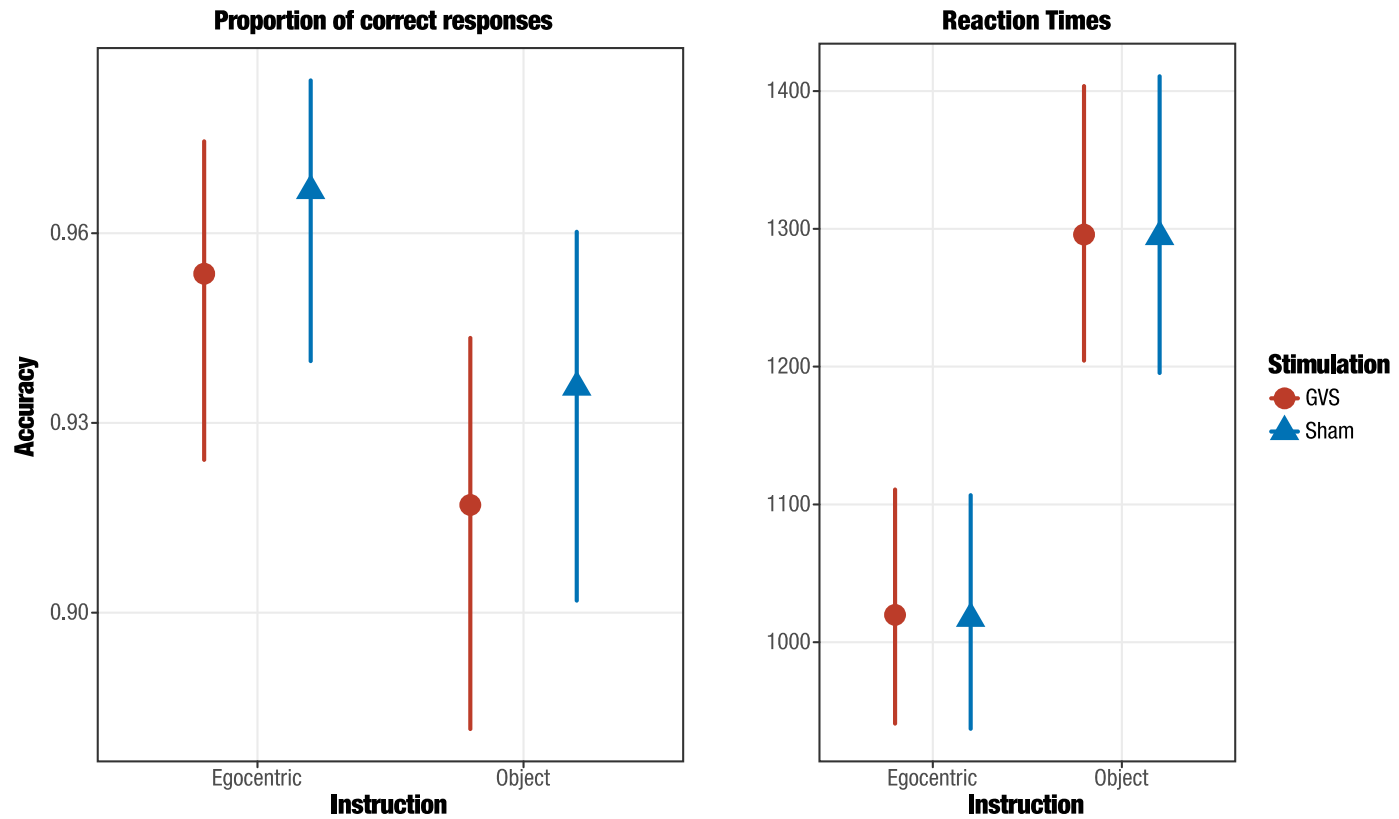 Proportion of correct responses
Accuracy
0.96
0.93
0.90
Egocentric
Object
Instruction
Reaction Times
1400
1300
1200
1100
1000
Egocentric
Object
Instruction
Stimulation
GVS
Sham